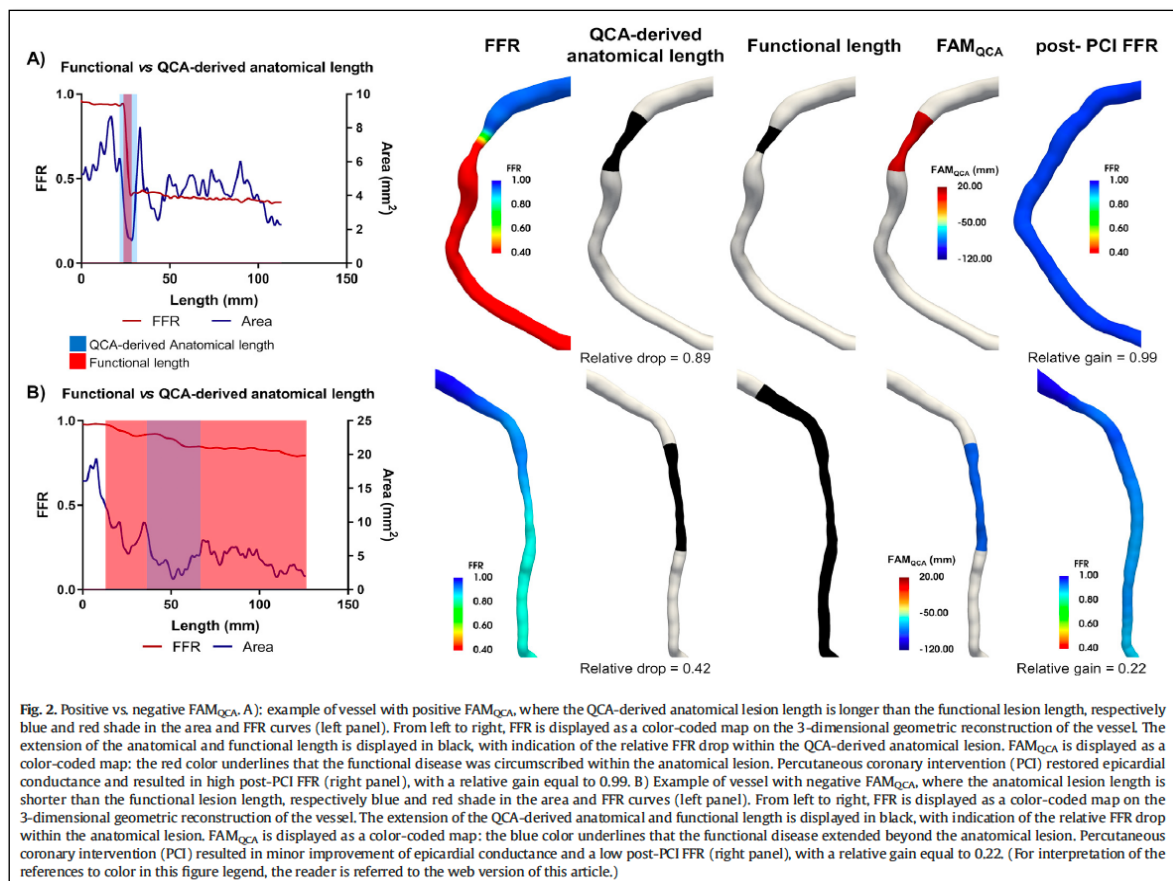 FFR
QCA-derived
anatomical length
Functional length
FAMQCA
post- PCI FFR
A)
Functional vs QCA-derived anatomical length
1.0
0.5
0.0
FFR
10
8
6
4
2
0
Area (mm2)
0
50
100
150
Length (mm)
FFR
Area
QCA-derived Anatomical length
Functional length
FFR
1.00
0.80
0.60
0.40
FAMQCA (mm)
20.00
-50.00
-120.00
FFR
1.00
0.80
0.60
0.40
Relative drop = 0.89
Relative gain = 0.99
B)
Functional vs QCA-derived anatomical length
1.0
0.5
0.0
FFR
25
20
15
10
5
0
Area (mm2)
0
50
100
150
Length (mm)
FFR
Area
FFR
1.00
0.80
0.60
0.40
FAMQCA (mm)
20.00
-50.00
-120.00
FFR
1.00
0.80
0.60
0.40
Relative drop = 0.42
Relative gain = 0.22
Fig. 2. Positive vs. negative FAMQCA. A): example of vessel with positive FAMQCA, where the QCA-derived anatomical lesion length is longer than the functional lesion length, respectively
blue and red shade in the area and FFR curves (left panel). From left to right, FFR is displayed as a color-coded map on the 3-dimensional geometric reconstruction of the vessel. The
extension of the anatomical and functional length is displayed in black, with indication of the relative FFR drop within the QCA-derived anatomical lesion. FAMQCA is displayed as a
color-coded map: the red color underlines that the functional disease was circumscribed within the anatomical lesion. Percutaneous coronary intervention (PCI) restored epicardial
conductance and resulted in high post-PCI FFR (right panel), with a relative gain equal to 0.99. B) Example of vessel with negative FAMQCA, where the anatomical lesion length is
shorter than the functional lesion length, respectively blue and red shade in the area and FFR curves (left panel). From left to right, FFR is displayed as a color-coded map on the
3-dimensional geometric reconstruction of the vessel. The extension of the QCA-derived anatomical and functional length is displayed in black, with indication of the relative FFR drop
within the anatomical lesion. FAMQCA is displayed as a color-coded map: the blue color underlines that the functional disease extended beyond the anatomical lesion. Percutaneous
coronary intervention (PCI) resulted in minor improvement of epicardial conductance and a low post-PCI FFR (right panel), with a relative gain equal to 0.22. (For interpretation of the
references to color in this figure legend, the reader is referred to the web version of this article.)